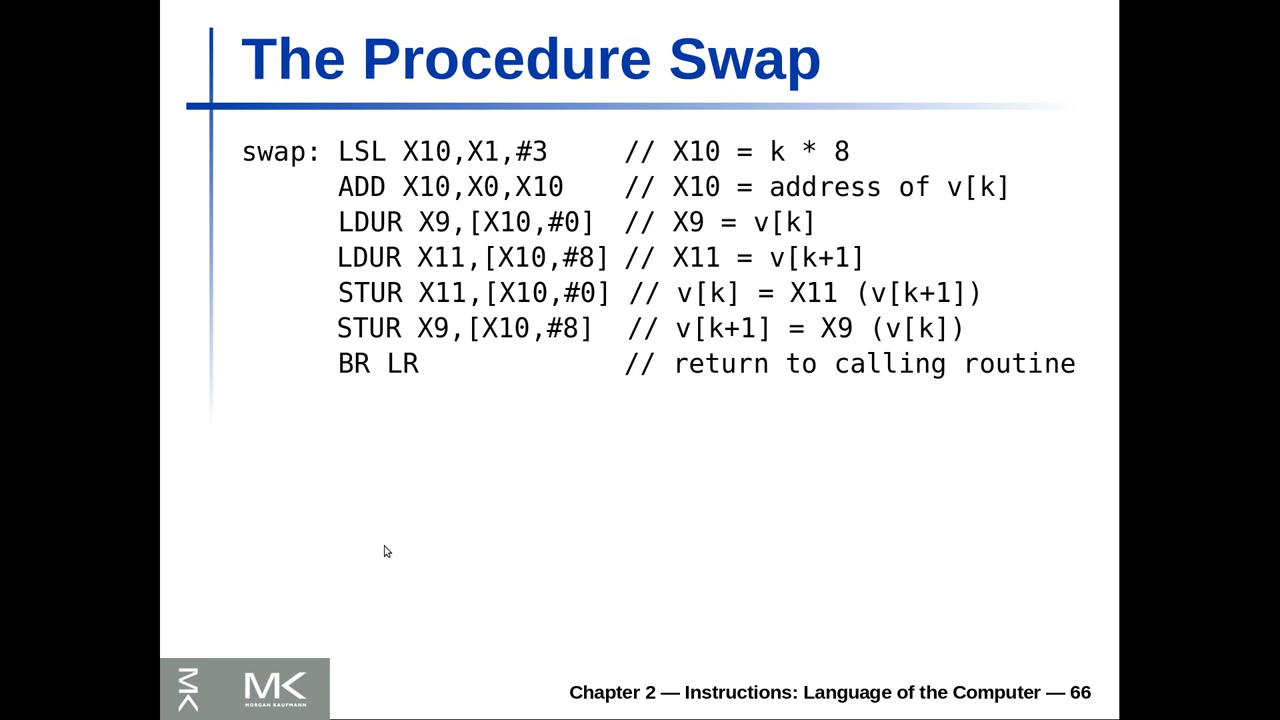 The Procedure Swap
swap: LSL X10,X1,#3 // X10 = k * 8
ADD X10,X0,X10 // X10 = address of v[k]
LDUR X9,[X10,#0] // X9 = v[k]
LDUR X11,[X10,#8] // X11 = v[k+1]
STUR X11,[X10,#0] // v[k] = X11 (v[k+1])
STUR X9,[X10,#8] // v[k+1] = X9 (v[k])
BR LR // return to calling routine
MK
MK
MORGAN KAUFMANN
Chapter 2 — Instructions: Language of the Computer — 66